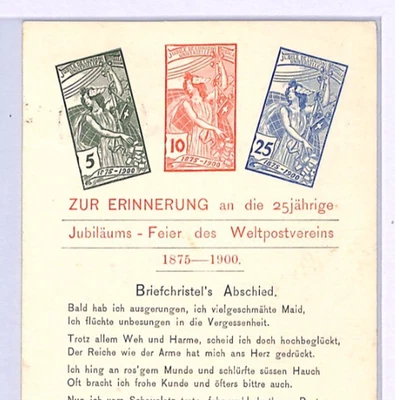 5
1875-1900
10
1875-1900
25
1875-1900
ZUR ERINNERUNG an die 25jährige
Jubiläums - Feier des Weltpostvereins
1875—1900.
Briefchristel's Abschied.
Bald hab ich ausgerungen, ich vielgeschmähte Maid,
Ich flüchte unbesungen in die Vergessenheit.
Trotz allem Weh und Harme, scheid ich doch hochbeglückt,
Der Reiche wie der Arme hat mich ans Herz gedrückt.
Ich hing an ros'gem Munde und schlürfte süssen Hauch
Oft bracht ich frohe Kunde und öfters bittre auch.